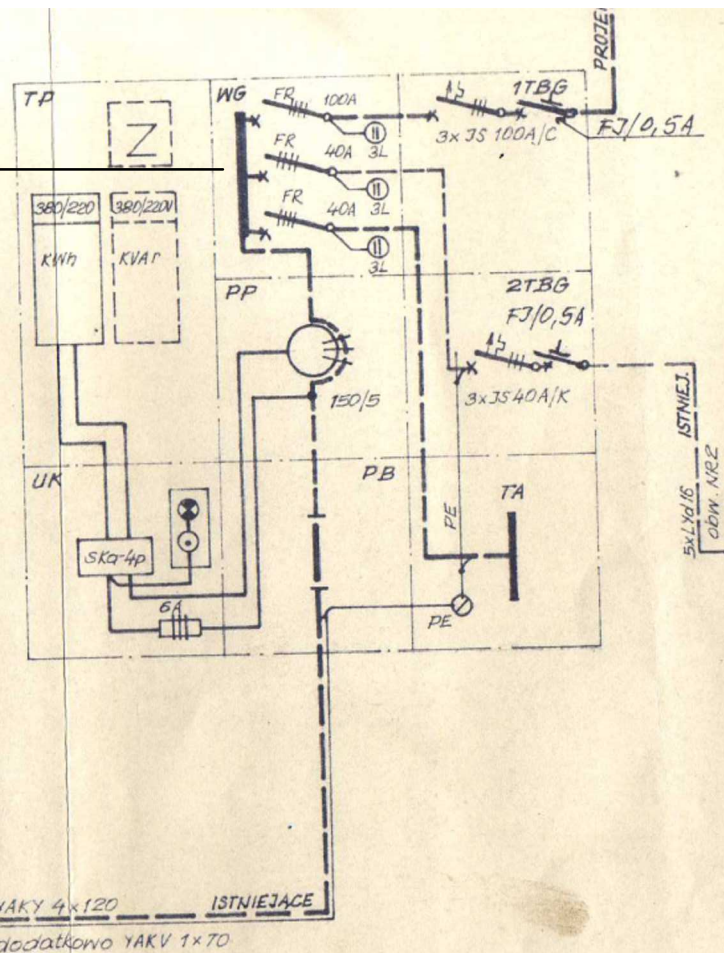 PROJE
TP
WG
FR
100A
1TBG
Z
3L
3x JS 100A/C
FJ/0,5A
FR
40A
3L
380/220
380/220V
FR
40A
KWh
KVAr
3L
PP
2TBG
FJ/0,5A
150/5
3xJS 40A/K
UK
PB
TA
PE
5xLYd16 ISTNIEJ.
obw. NR2
SKa-4p
6A
PE
YAKY 4x120
ISTNIEJĄCE
dodatkowo YAKV 1x70